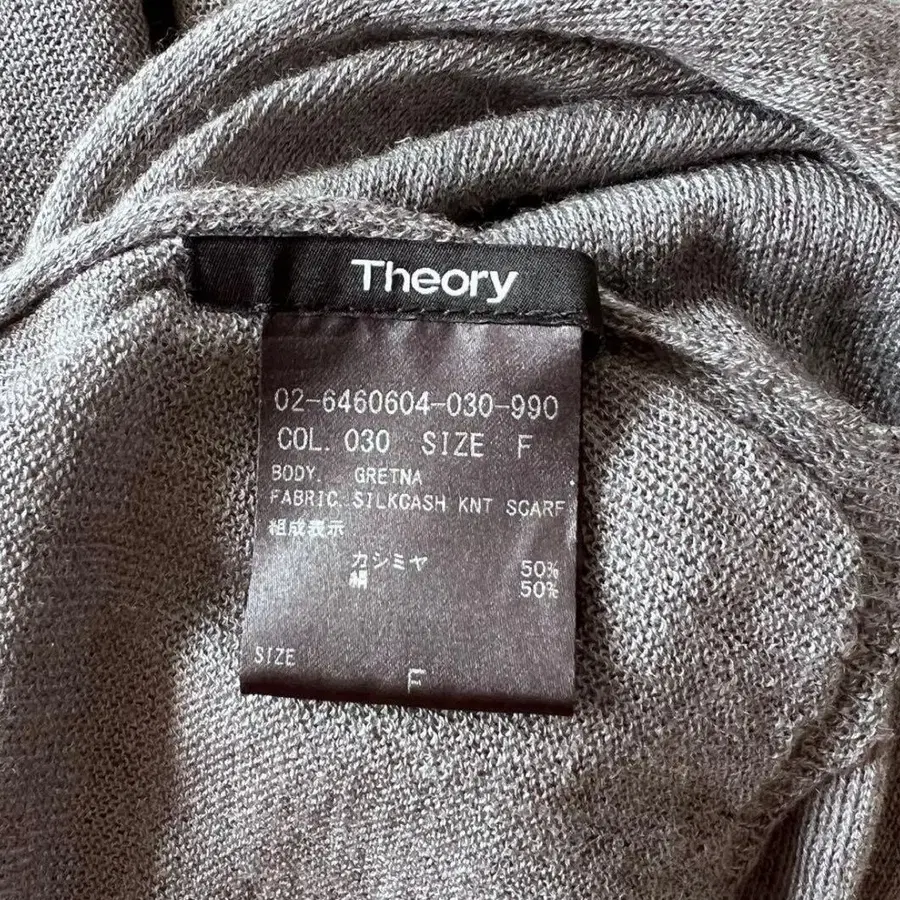 Theory
02-6460604-030-990
COL. 030 SIZE F
BODY. GRETNA
FABRIC. SILKCASH KNT SCARF
組成表示
カシミヤ 50%
絹 50%
SIZE F